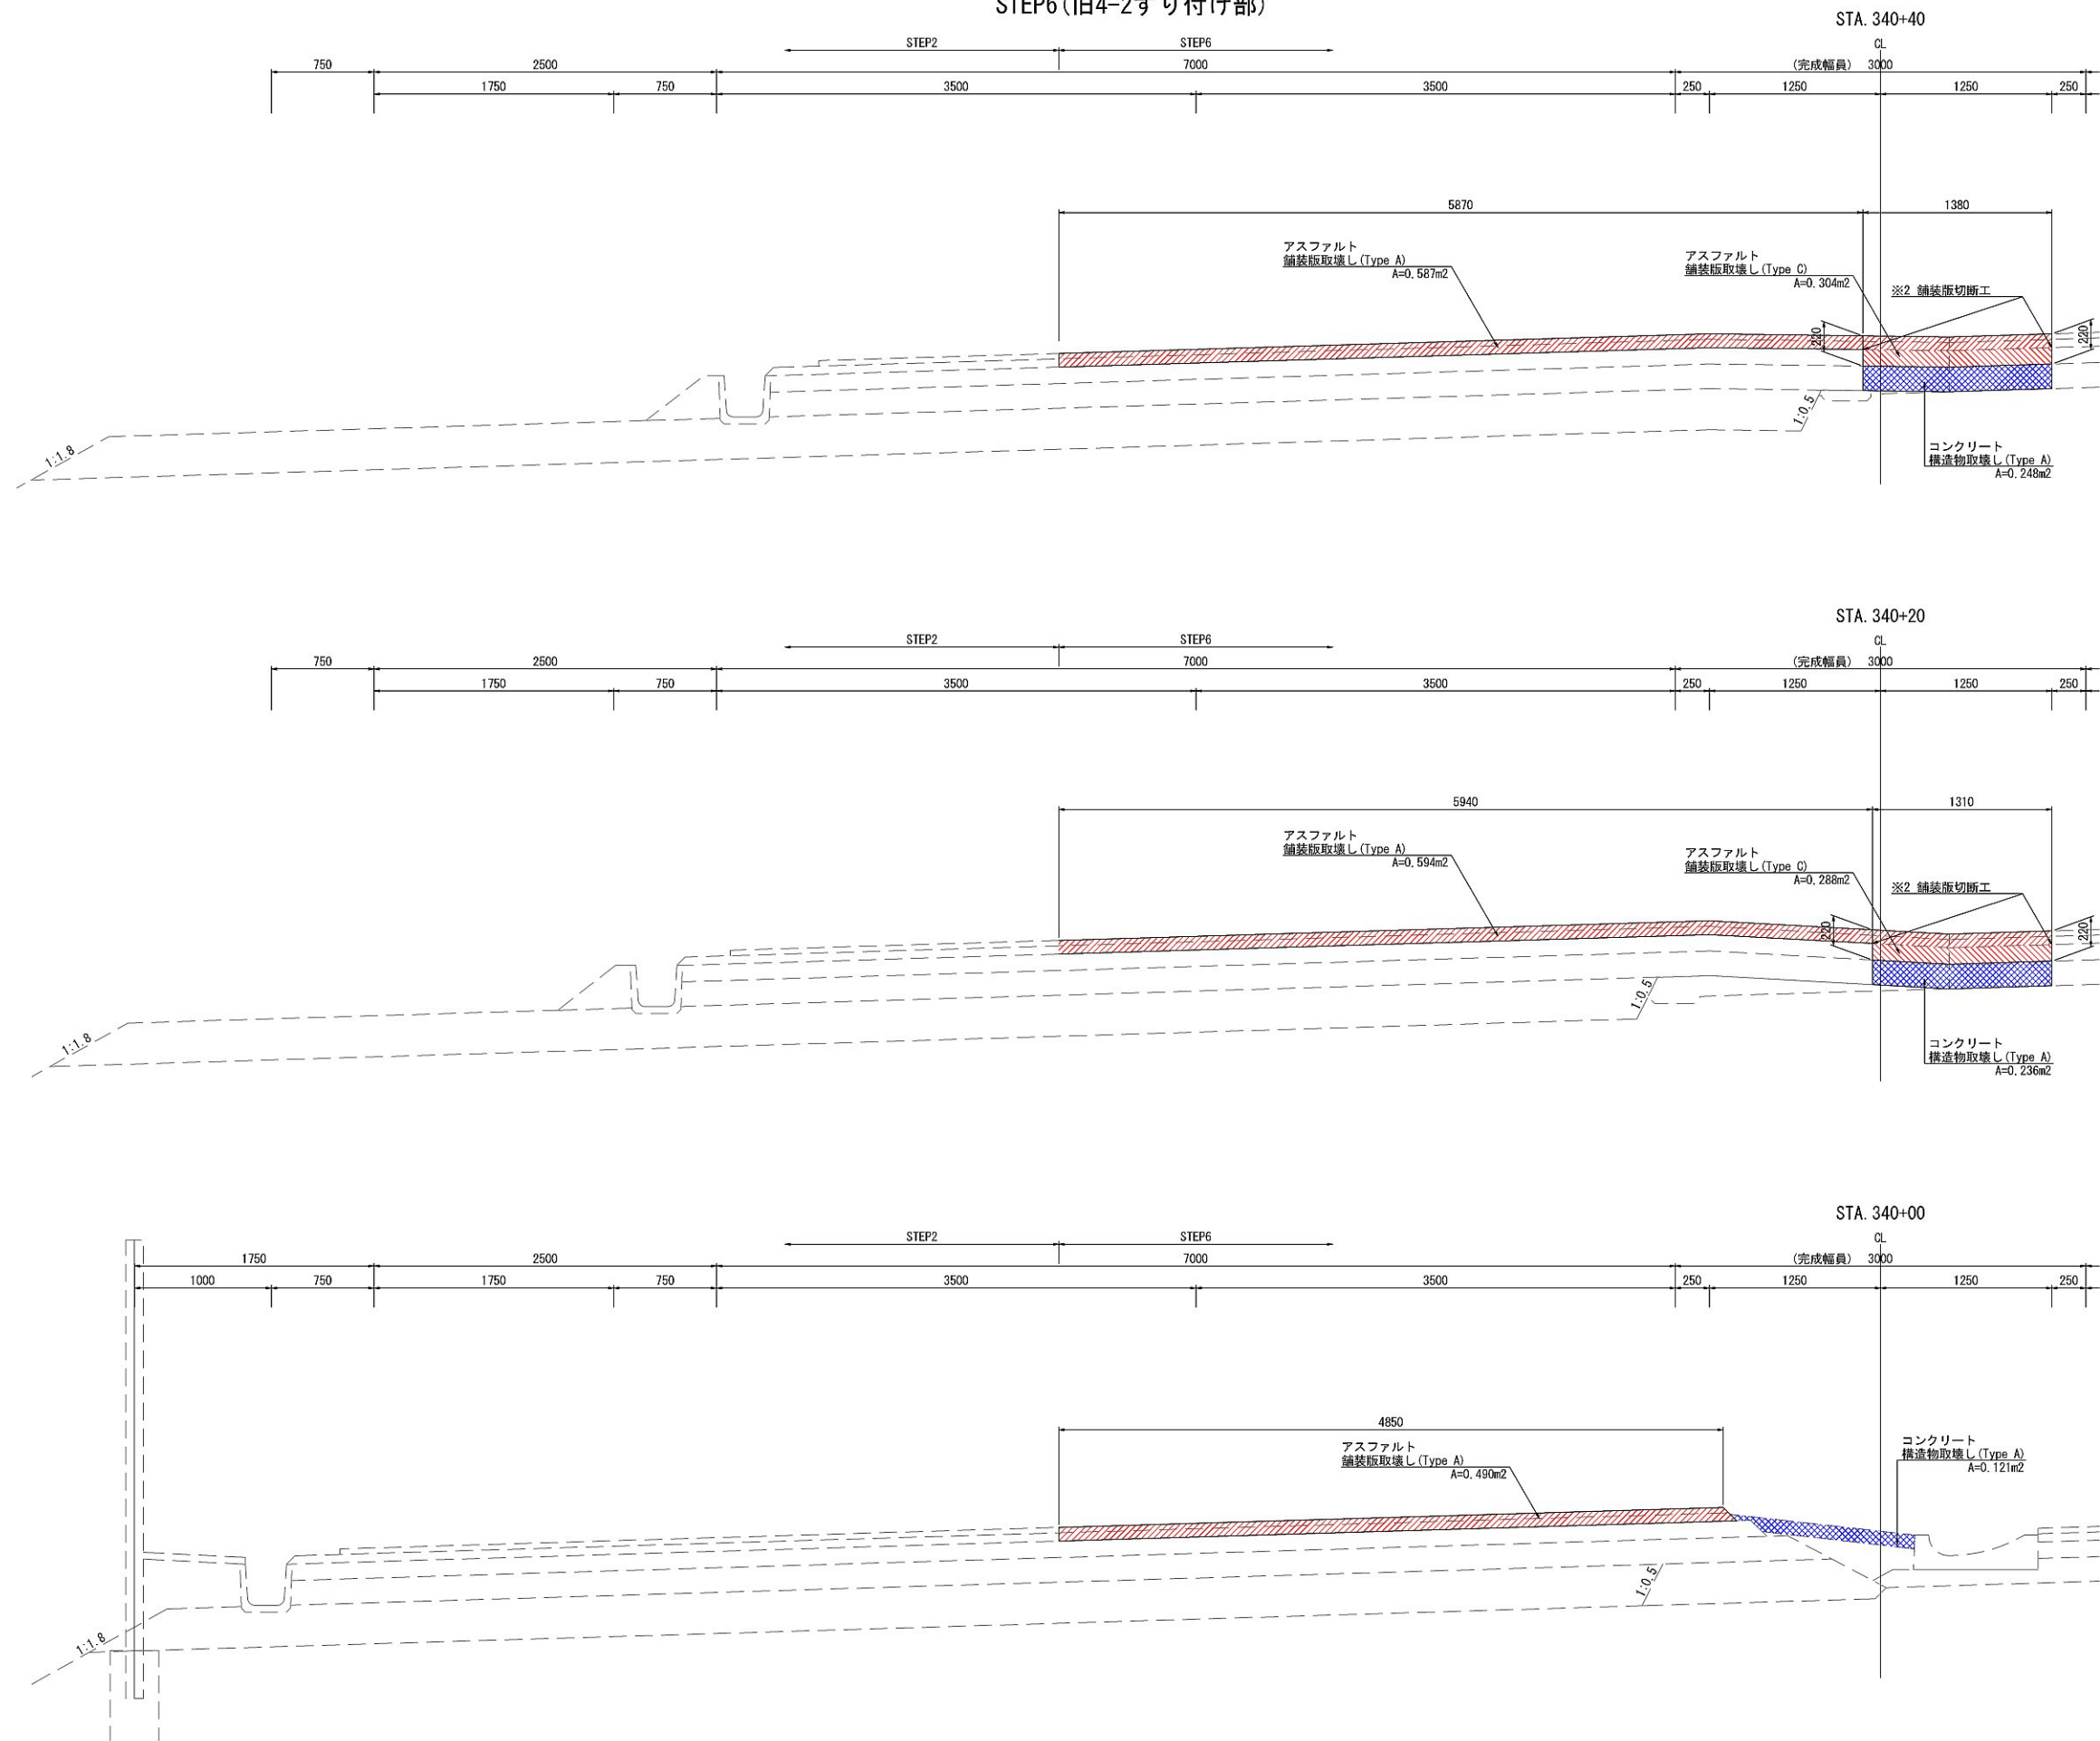 STEP6(旧4-2すり付け部)
STA. 340+40
CL
STEP2 STEP6
750 2500 7000 (完成幅員) 3000
1750 750 3500 3500 250 1250 1250 250
5870 1380
アスファルト
舗装版取壊し(Type A)
A=0.587m2
アスファルト
舗装版取壊し(Type C)
A=0.304m2
※2 舗装版切断工
220
220
1:0.5
1:1.8
コンクリート
構造物取壊し(Type A)
A=0.248m2
STA. 340+20
CL
STEP2 STEP6
750 2500 7000 (完成幅員) 3000
1750 750 3500 3500 250 1250 1250 250
5940 1310
アスファルト
舗装版取壊し(Type A)
A=0.594m2
アスファルト
舗装版取壊し(Type C)
A=0.288m2
※2 舗装版切断工
220
220
1:0.5
1:1.8
コンクリート
構造物取壊し(Type A)
A=0.236m2
STA. 340+00
CL
STEP2 STEP6
1750 2500 7000 (完成幅員) 3000
1000 750 1750 750 3500 3500 250 1250 1250 250
4850
アスファルト
舗装版取壊し(Type A)
A=0.490m2
コンクリート
構造物取壊し(Type A)
A=0.121m2
1:0.5
1:1.8